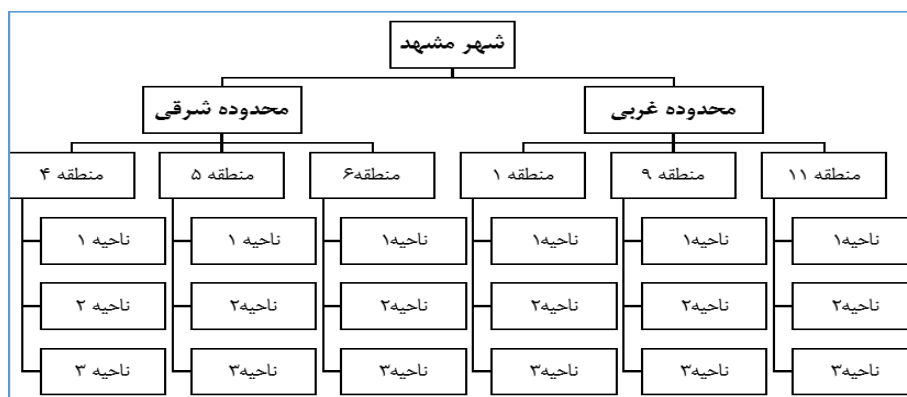 شهر مشهد
محدوده غربی
محدوده شرقی
منطقه ۱۱
منطقه ۹
منطقه ۱
منطقه۶
منطقه ۵
منطقه ۴
ناحیه۱
ناحیه۱
ناحیه۱
ناحیه۱
ناحیه ۱
ناحیه ۱
ناحیه۲
ناحیه۲
ناحیه۲
ناحیه۲
ناحیه۲
ناحیه ۲
ناحیه۳
ناحیه۳
ناحیه۳
ناحیه۳
ناحیه۳
ناحیه ۳